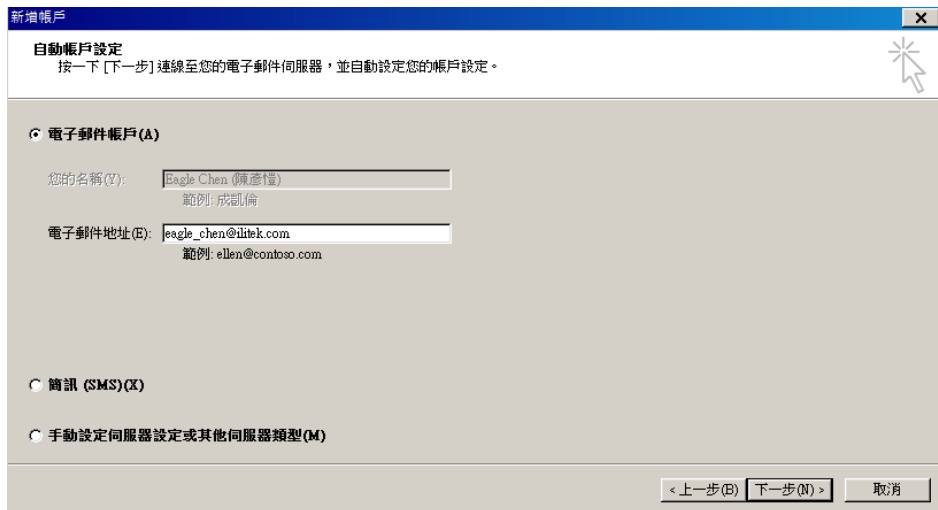 新增帳戶
自動帳戶設定
按一下 [下一步] 連線至您的電子郵件伺服器，並自動設定您的帳戶設定。
電子郵件帳戶(A)
您的名稱(Y): Eagle Chen (陳彥愷)
範例: 成凱倫
電子郵件地址(E): eagle_chen@ilitek.com
範例: ellen@contoso.com
簡訊 (SMS)(X)
手動設定伺服器設定或其他伺服器類型(M)
<上一步(B) 下一步(N)> 取消